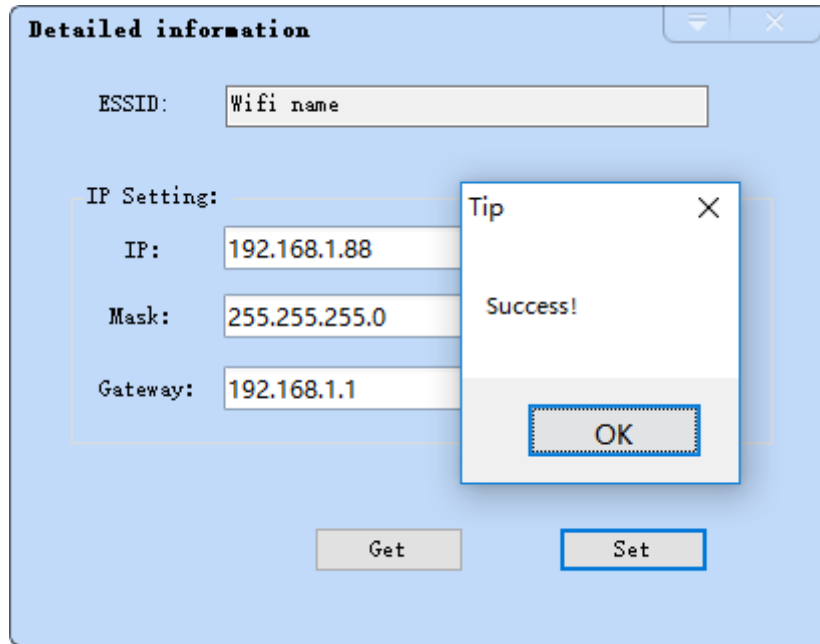 Detailed information
ESSID: Wifi name
IP Setting:
IP: 192.168.1.88
Mask: 255.255.255.0
Gateway: 192.168.1.1
Tip
Success!
OK
Get Set